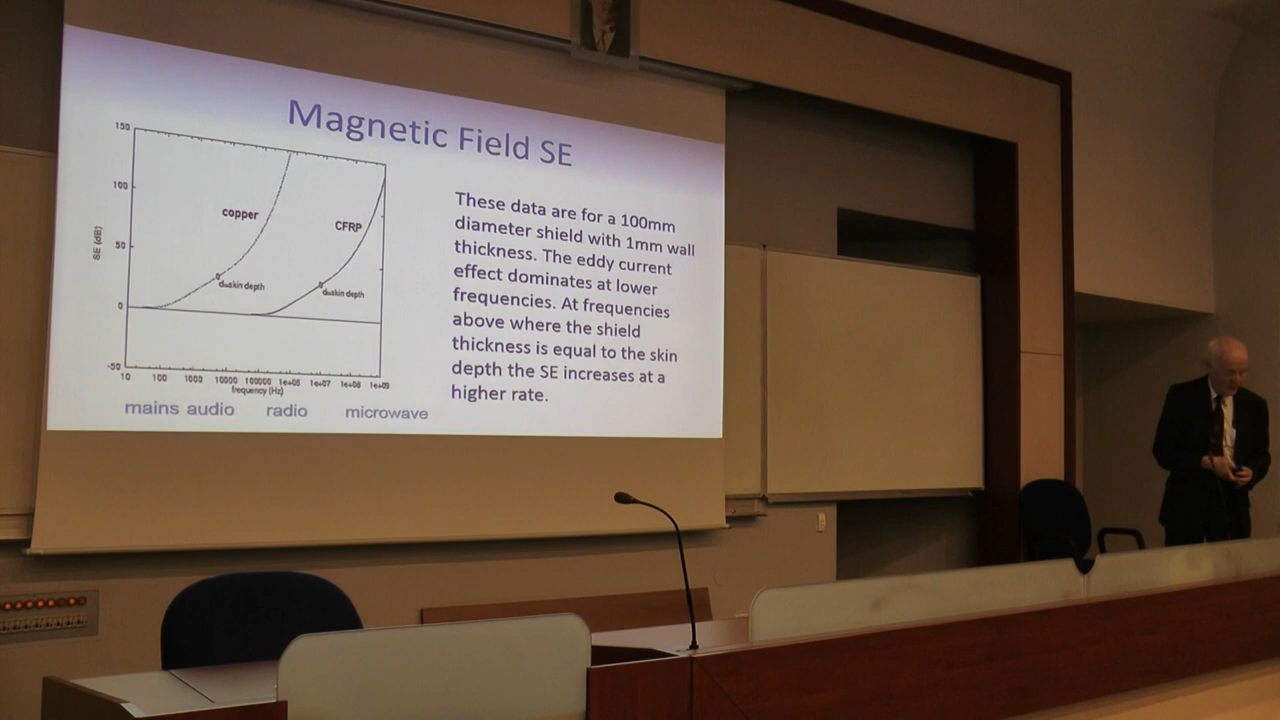 Magnetic Field SE
150
100
50
0
-50
SE (dB)
copper
CFRP
d=skin depth
d=skin depth
10 100 1000 10000 100000 1e+06 1e+07 1e+08 1e+09
frequency (Hz)
mains audio radio microwave
These data are for a 100mm
diameter shield with 1mm wall
thickness. The eddy current
effect dominates at lower
frequencies. At frequencies
above where the shield
thickness is equal to the skin
depth the SE increases at a
higher rate.